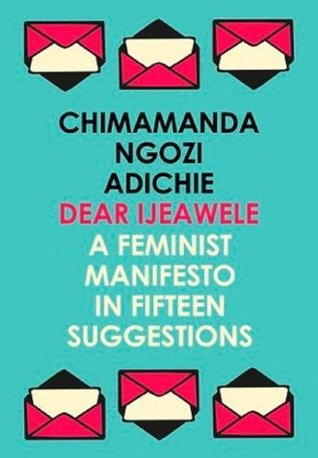 CHIMAMANDA
NGOZI
ADICHIE
DEAR IJEAWELE
A FEMINIST
MANIFESTO
IN FIFTEEN
SUGGESTIONS